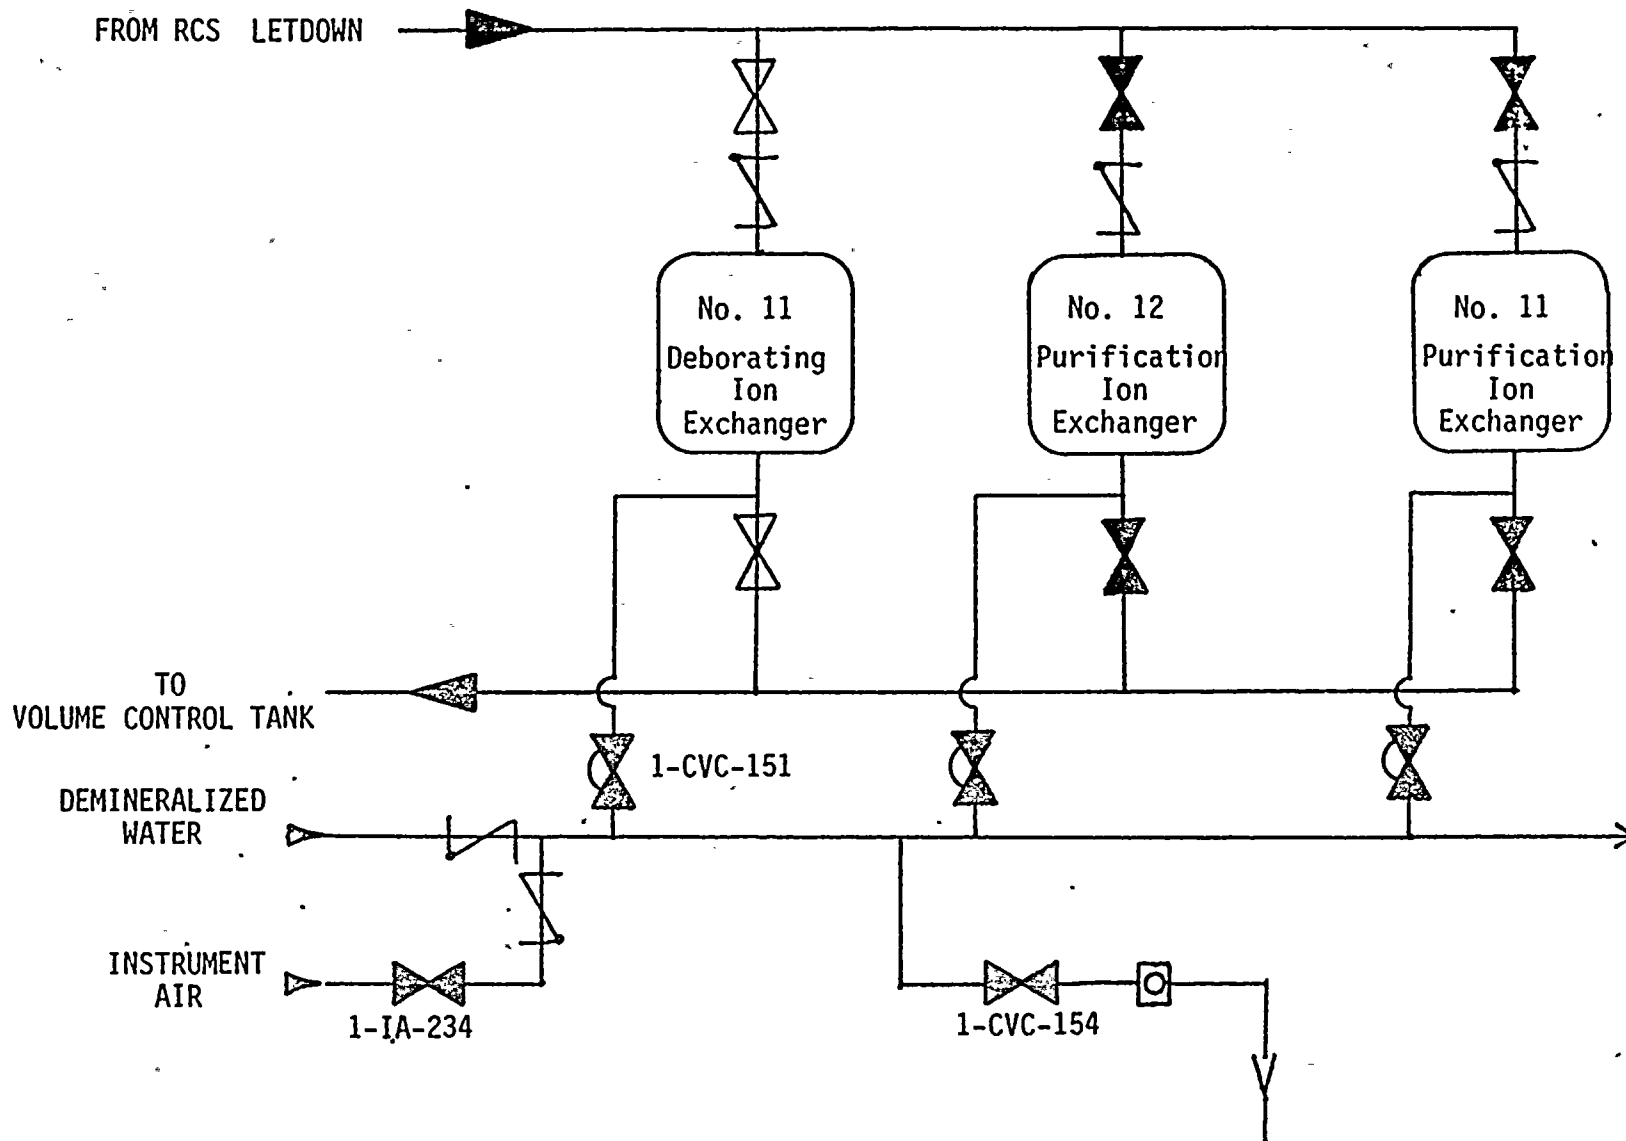 FROM RCS LETDOWN
No. 11
Deborating
Ion
Exchanger
No. 12
Purification
Ion
Exchanger
No. 11
Purification
Ion
Exchanger
TO
VOLUME CONTROL TANK
1-CVC-151
DEMINERALIZED
WATER
INSTRUMENT
AIR
1-IA-234
1-CVC-154